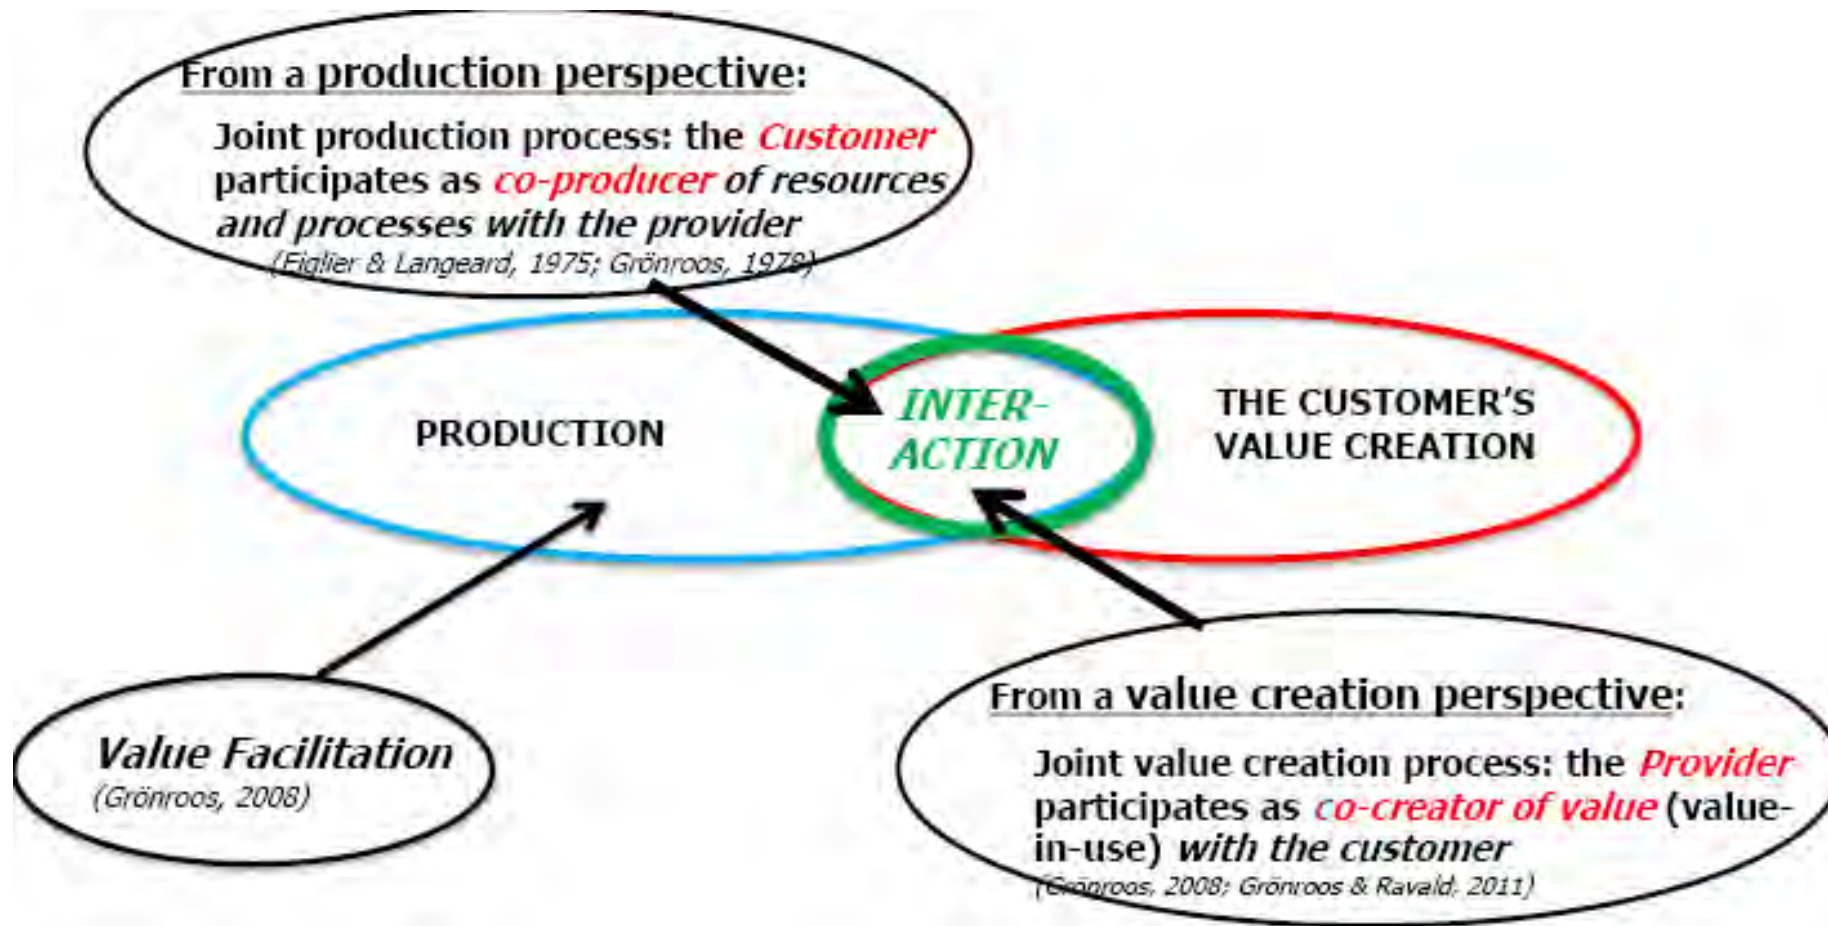 From a production perspective:
Joint production process: the Customer
participates as co-producer of resources
and processes with the provider
(Eiglier & Langeard, 1975; Grönroos, 1978)
INTER-
ACTION
PRODUCTION
THE CUSTOMER'S
VALUE CREATION
Value Facilitation
(Grönroos, 2008)
From a value creation perspective:
Joint value creation process: the Provider
participates as co-creator of value (value-
in-use) with the customer
(Grönroos, 2008; Grönroos & Ravald, 2011)